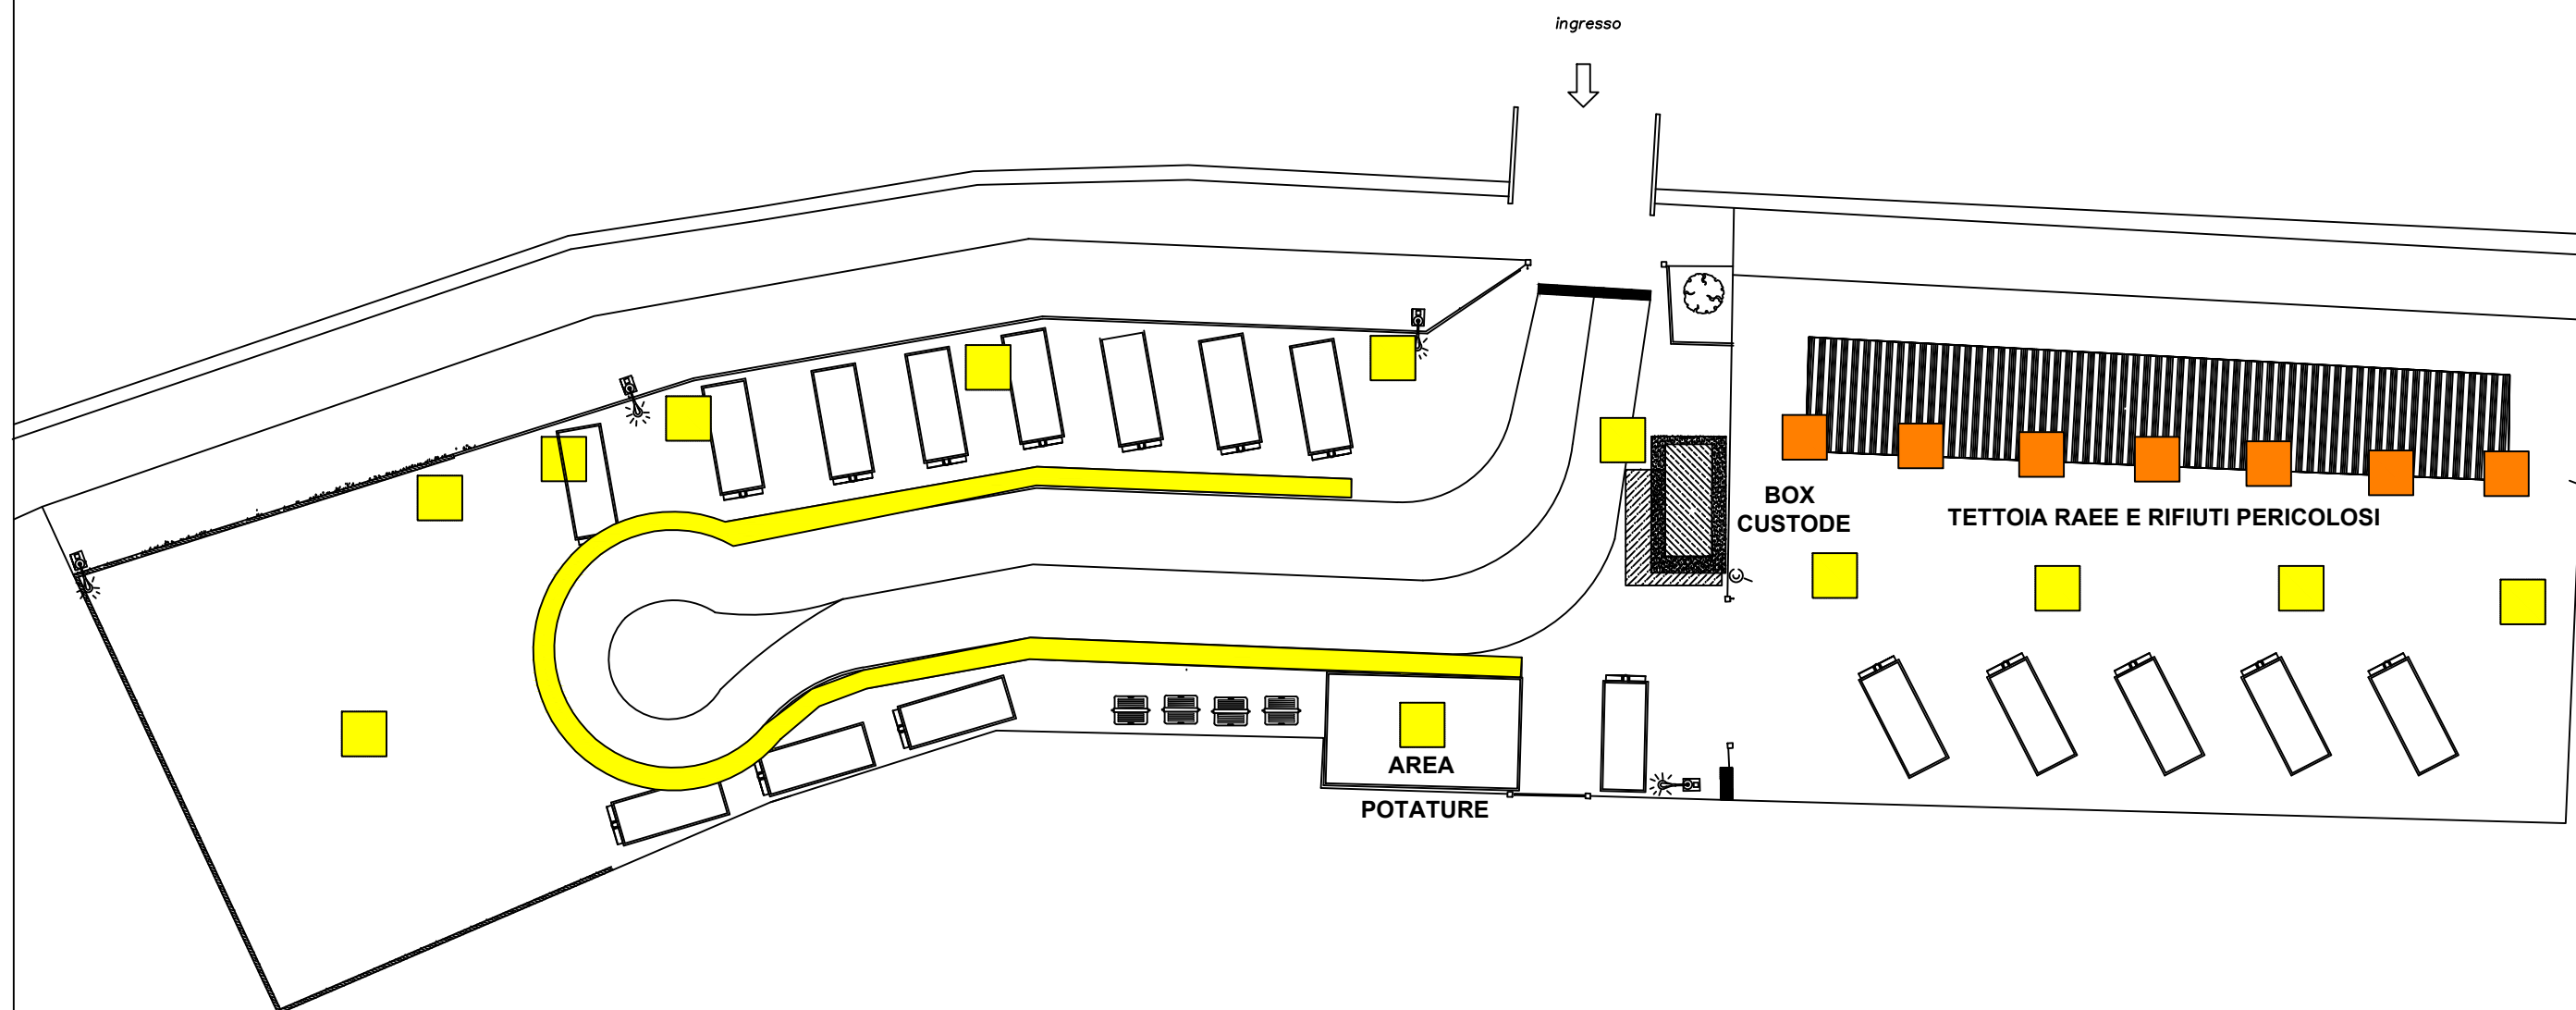 ingresso
BOX
CUSTODE
TETTOIA RAEE E RIFIUTI PERICOLOSI
AREA
POTATURE